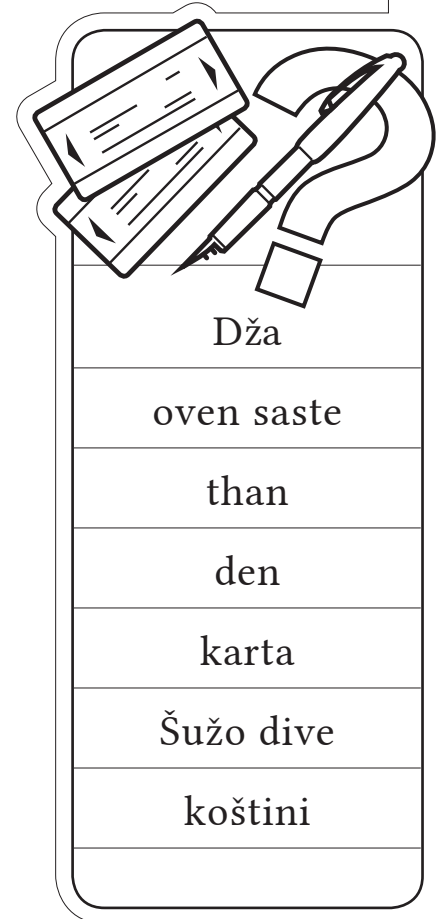 Dža
oven saste
than
den
karta
Šužo dive
koštini